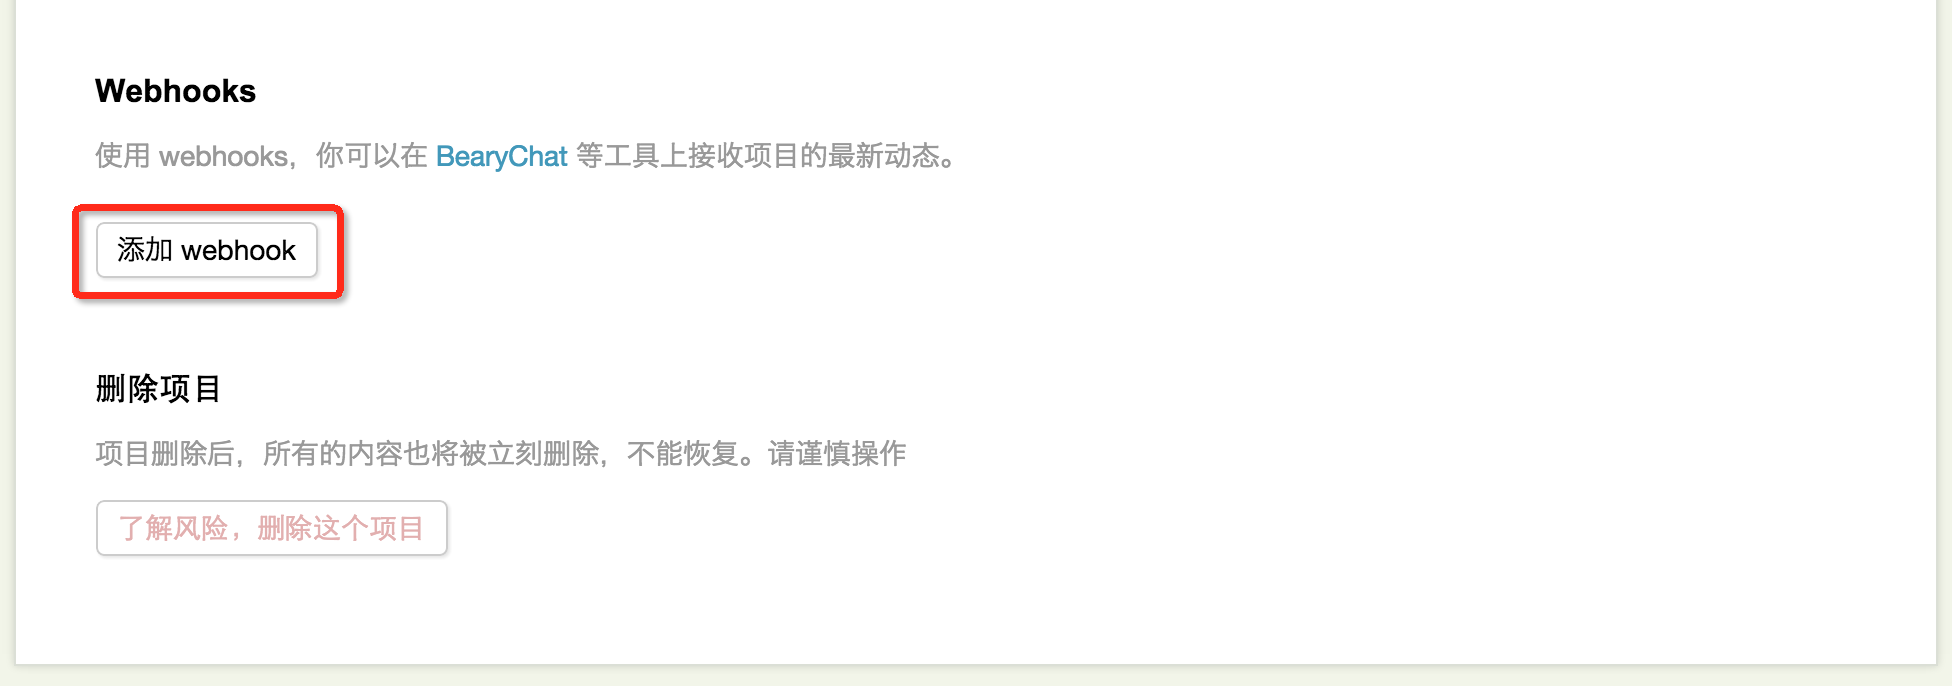 Webhooks
使用 webhooks，你可以在 BearyChat 等工具上接收项目的最新动态。
添加 webhook
删除项目
项目删除后，所有的内容也将被立刻删除，不能恢复。请谨慎操作
了解风险，删除这个项目